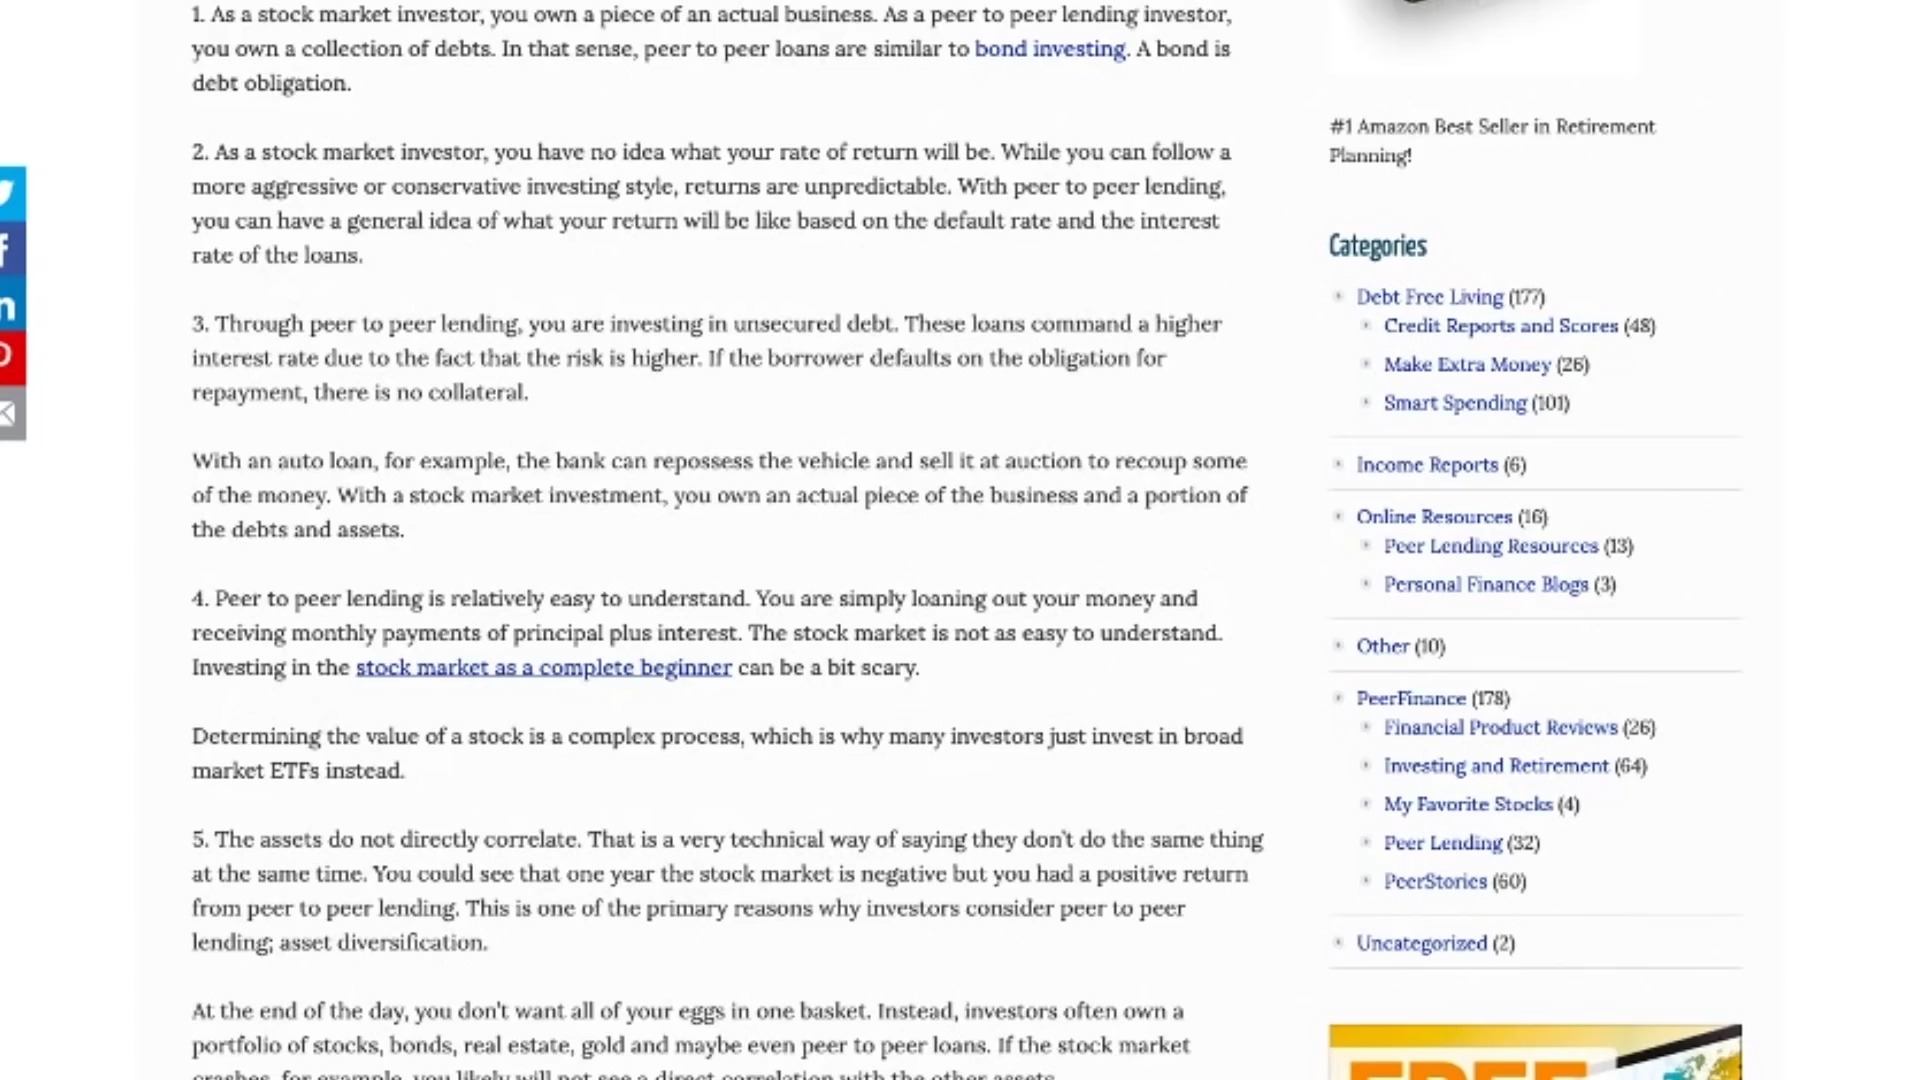 1. As a stock market investor, you own a piece of an actual business. As a peer to peer lending investor,
you own a collection of debts. In that sense, peer to peer loans are similar to bond investing. A bond is
debt obligation.
2. As a stock market investor, you have no idea what your rate of return will be. While you can follow a
more aggressive or conservative investing style, returns are unpredictable. With peer to peer lending,
you can have a general idea of what your return will be like based on the default rate and the interest
rate of the loans.
3. Through peer to peer lending, you are investing in unsecured debt. These loans command a higher
interest rate due to the fact that the risk is higher. If the borrower defaults on the obligation for
repayment, there is no collateral.
With an auto loan, for example, the bank can repossess the vehicle and sell it at auction to recoup some
of the money. With a stock market investment, you own an actual piece of the business and a portion of
the debts and assets.
4. Peer to peer lending is relatively easy to understand. You are simply loaning out your money and
receiving monthly payments of principal plus interest. The stock market is not as easy to understand.
Investing in the stock market as a complete beginner can be a bit scary.
Determining the value of a stock is a complex process, which is why many investors just invest in broad
market ETFs instead.
5. The assets do not directly correlate. That is a very technical way of saying they don't do the same thing
at the same time. You could see that one year the stock market is negative but you had a positive return
from peer to peer lending. This is one of the primary reasons why investors consider peer to peer
lending; asset diversification.
At the end of the day, you don't want all of your eggs in one basket. Instead, investors often own a
portfolio of stocks, bonds, real estate, gold and maybe even peer to peer loans. If the stock market
crashes, for example, you likely will not see a direct correlation with the other assets.
#1 Amazon Best Seller in Retirement
Planning!
Categories
Debt Free Living (177)
Credit Reports and Scores (48)
Make Extra Money (26)
Smart Spending (101)
Income Reports (6)
Online Resources (16)
Peer Lending Resources (13)
Personal Finance Blogs (3)
Other (10)
PeerFinance (178)
Financial Product Reviews (26)
Investing and Retirement (64)
My Favorite Stocks (4)
Peer Lending (32)
PeerStories (60)
Uncategorized (2)
FREE